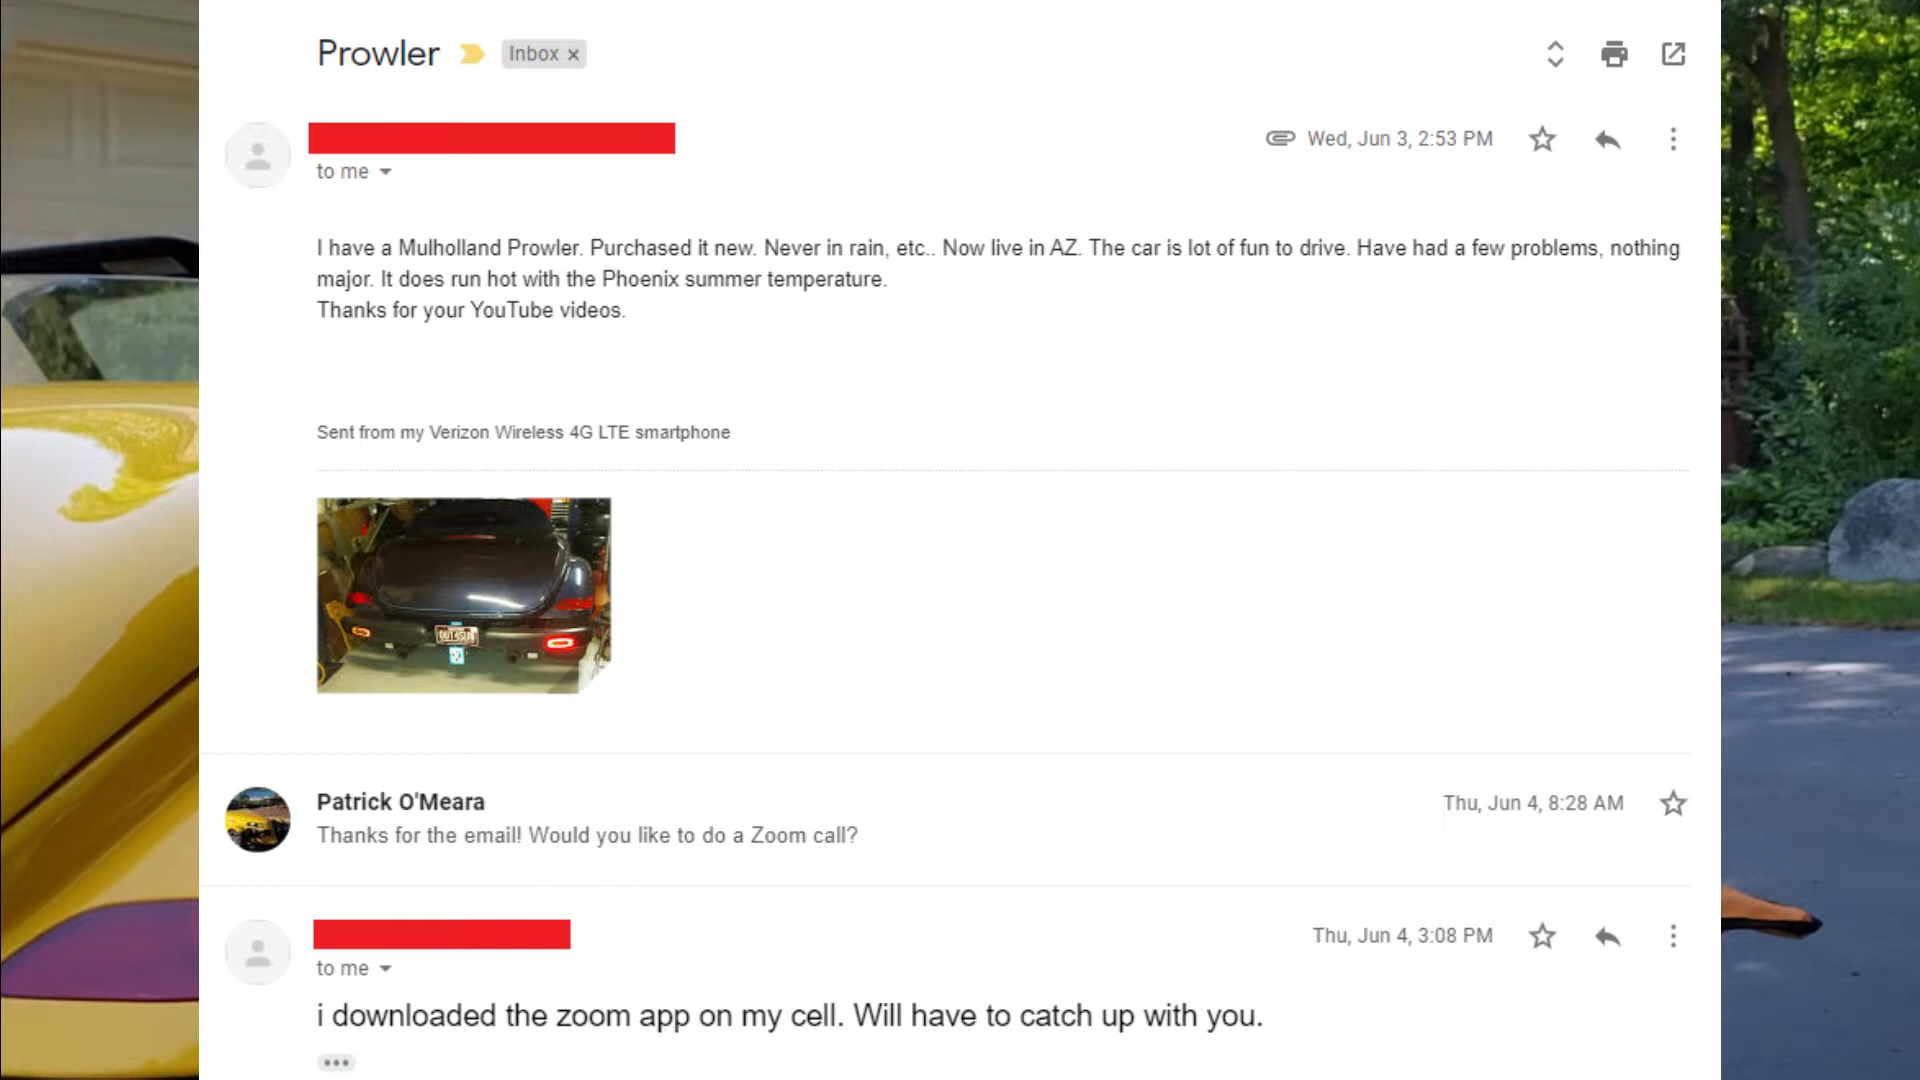 Prowler
Inbox x
Wed, Jun 3, 2:53 PM
to me
I have a Mulholland Prowler. Purchased it new. Never in rain, etc.. Now live in AZ. The car is lot of fun to drive. Have had a few problems, nothing
major. It does run hot with the Phoenix summer temperature.
Thanks for your YouTube videos.
Sent from my Verizon Wireless 4G LTE smartphone
Patrick O'Meara
Thu, Jun 4, 8:28 AM
Thanks for the email! Would you like to do a Zoom call?
Thu, Jun 4, 3:08 PM
to me
i downloaded the zoom app on my cell. Will have to catch up with you.